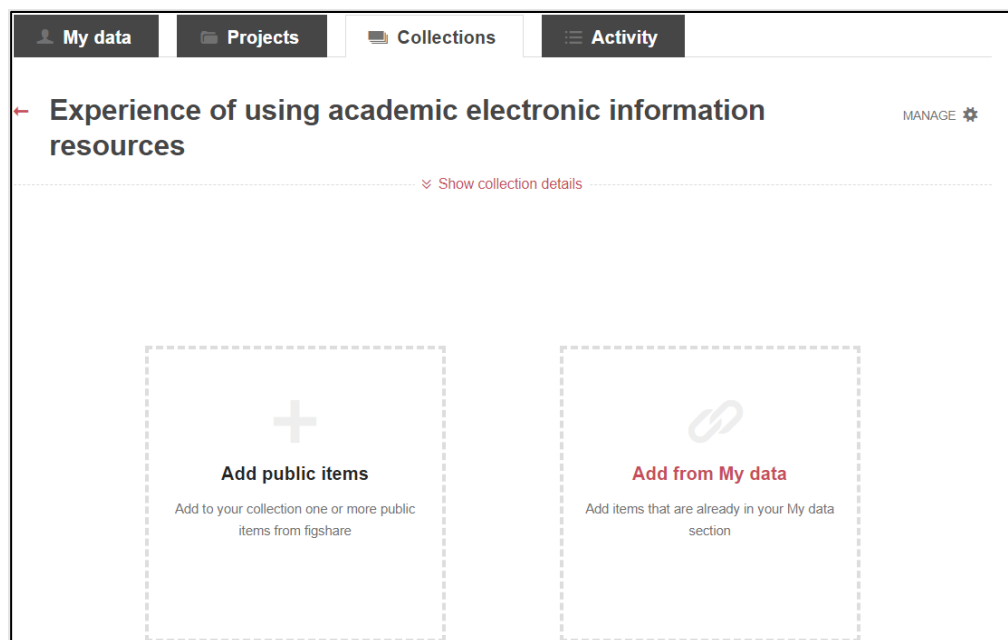 My data
Projects
Collections
Activity
Experience of using academic electronic information
resources
MANAGE
Show collection details
Add public items
Add to your collection one or more public
items from figshare
Add from My data
Add items that are already in your My data
section